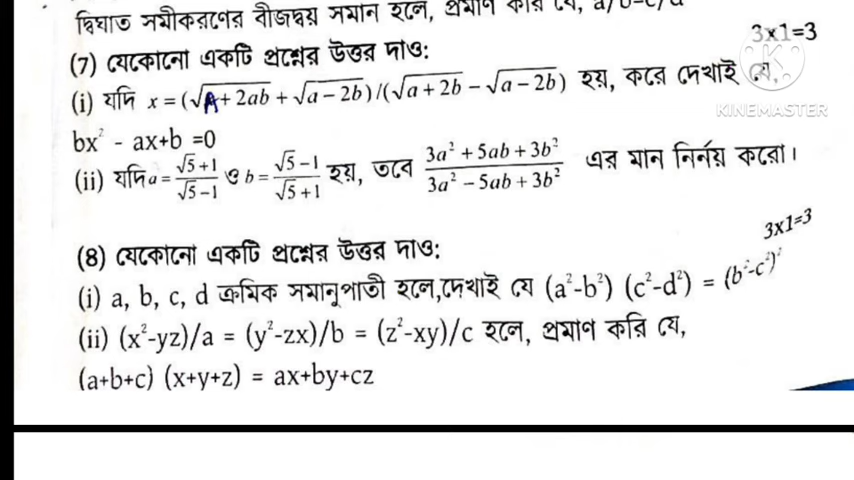 দ্বিঘাত সমীকরণের বীজদ্বয় সমান হলে, প্রমাণ করি যে, a/b=c/d
(7) যেকোনো একটি প্রশ্নের উত্তর দাও: 3x1=3
(i) যদি x = (√A+2ab + √a-2b)/(√a+2b - √a-2b) হয়, করে দেখাই যে,
KINEMASTER
bx² - ax+b =0
(ii) যদি a = (√5+1)/(√5-1) ও b = (√5-1)/(√5+1) হয়, তবে (3a² + 5ab + 3b²)/(3a² - 5ab + 3b²) এর মান নির্নয় করো।
(8) যেকোনো একটি প্রশ্নের উত্তর দাও: 3x1=3
(i) a, b, c, d ক্রমিক সমানুপাতী হলে,দেখাই যে (a²-b²) (c²-d²) = (b²-c²)²
(ii) (x²-yz)/a = (y²-zx)/b = (z²-xy)/c হলে, প্রমাণ করি যে,
(a+b+c) (x+y+z) = ax+by+cz